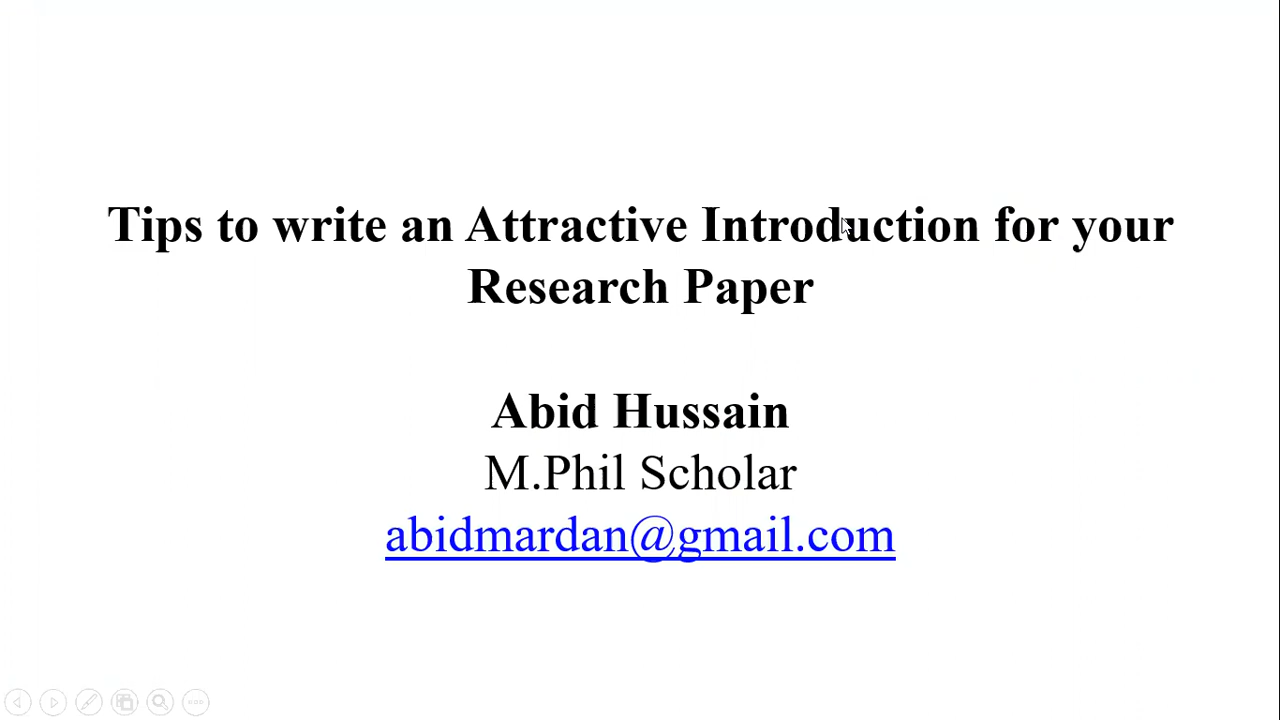 Tips to write an Attractive Introduction for your
Research Paper
Abid Hussain
M.Phil Scholar
abidmardan@gmail.com